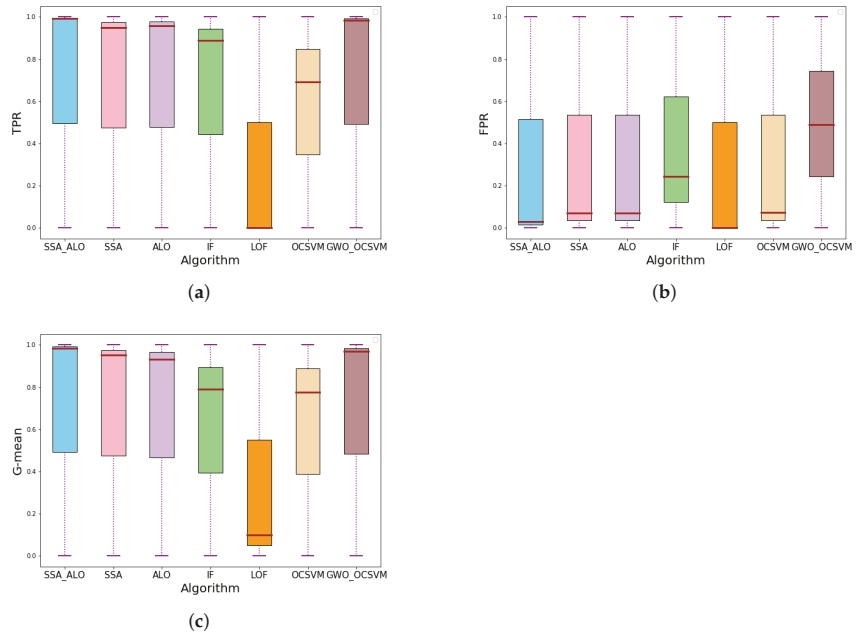 1.0
0.8
0.6
0.4
0.2
0.0
TPR
SSA_ALO SSA ALO IF LOF OCSVM GWO_OCSVM
Algorithm
(a)
1.0
0.8
0.6
0.4
0.2
0.0
FPR
SSA_ALO SSA ALO IF LOF OCSVM GWO_OCSVM
Algorithm
(b)
1.0
0.8
0.6
0.4
0.2
0.0
G-mean
SSA_ALO SSA ALO IF LOF OCSVM GWO_OCSVM
Algorithm
(c)